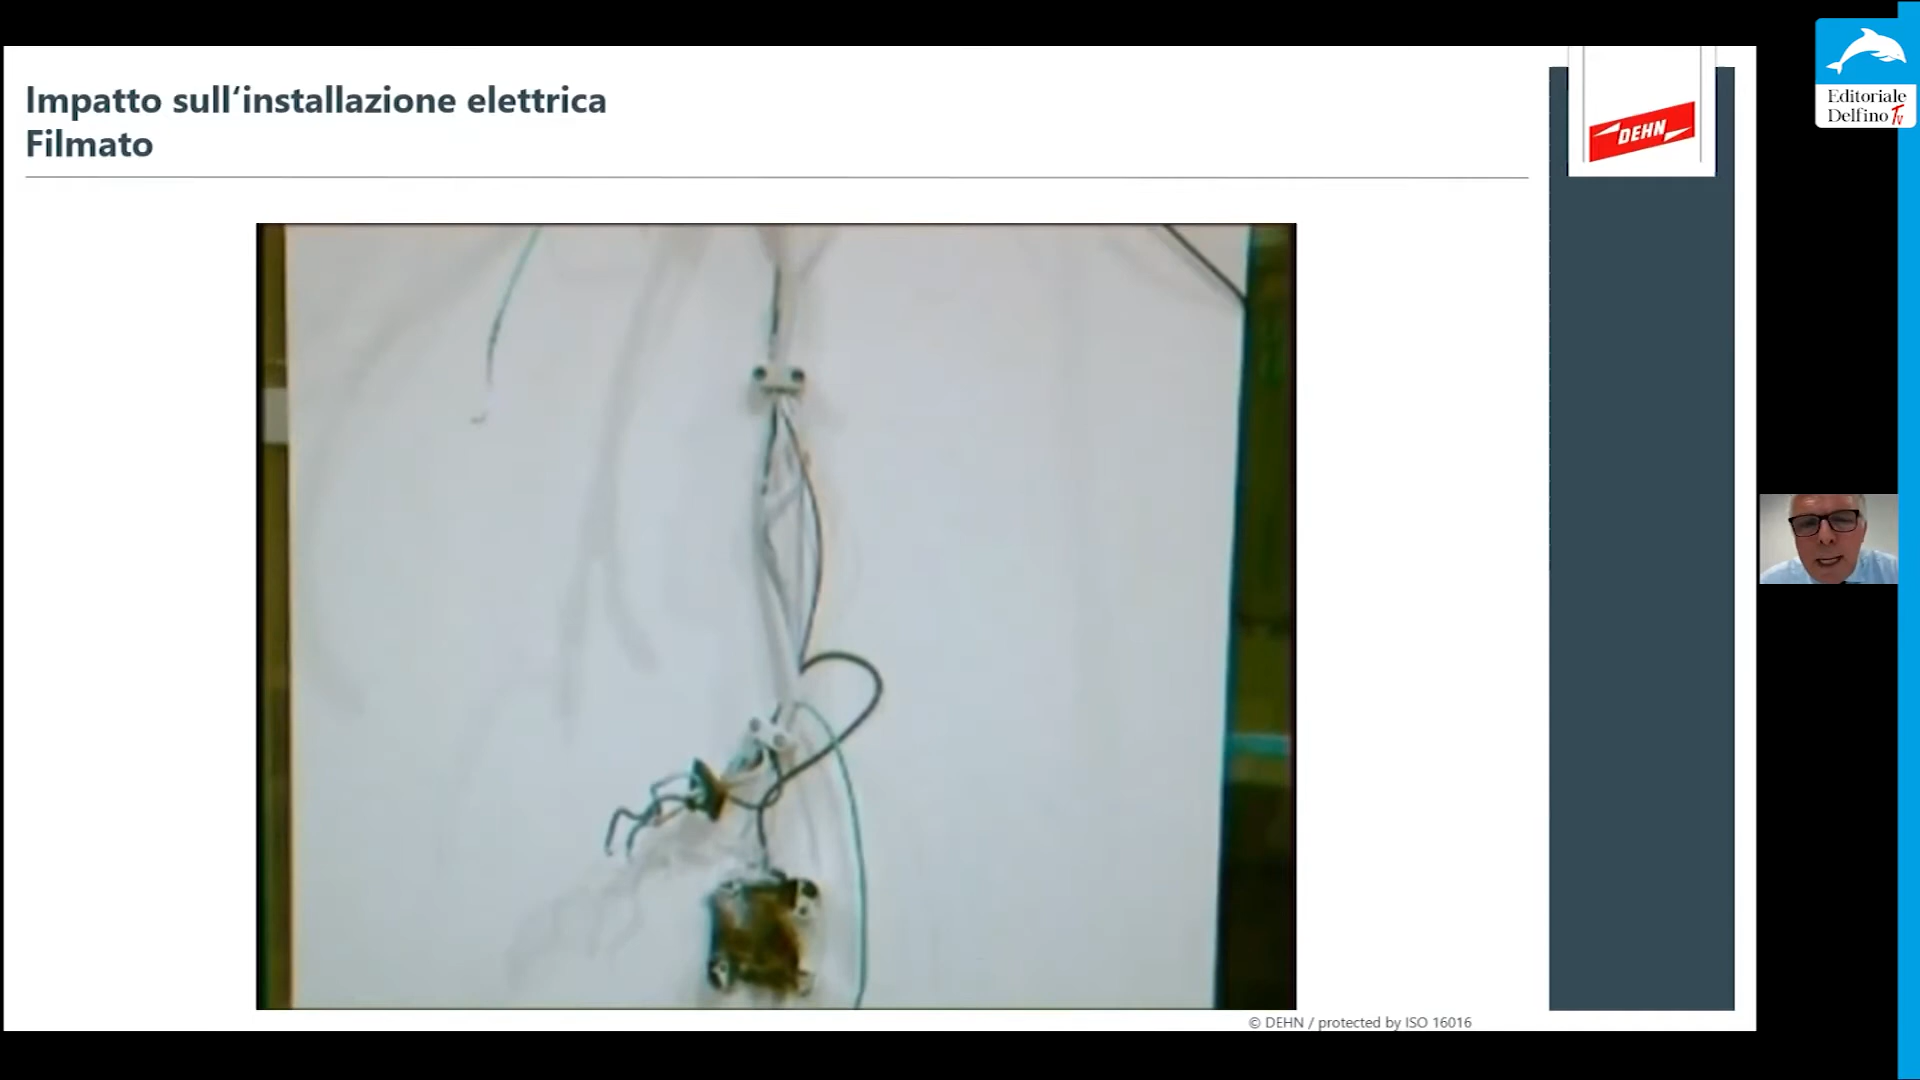 Impatto sull‘installazione elettrica
Filmato
DEHN
Editoriale
Delfino Tv
© DEHN / protected by ISO 16016